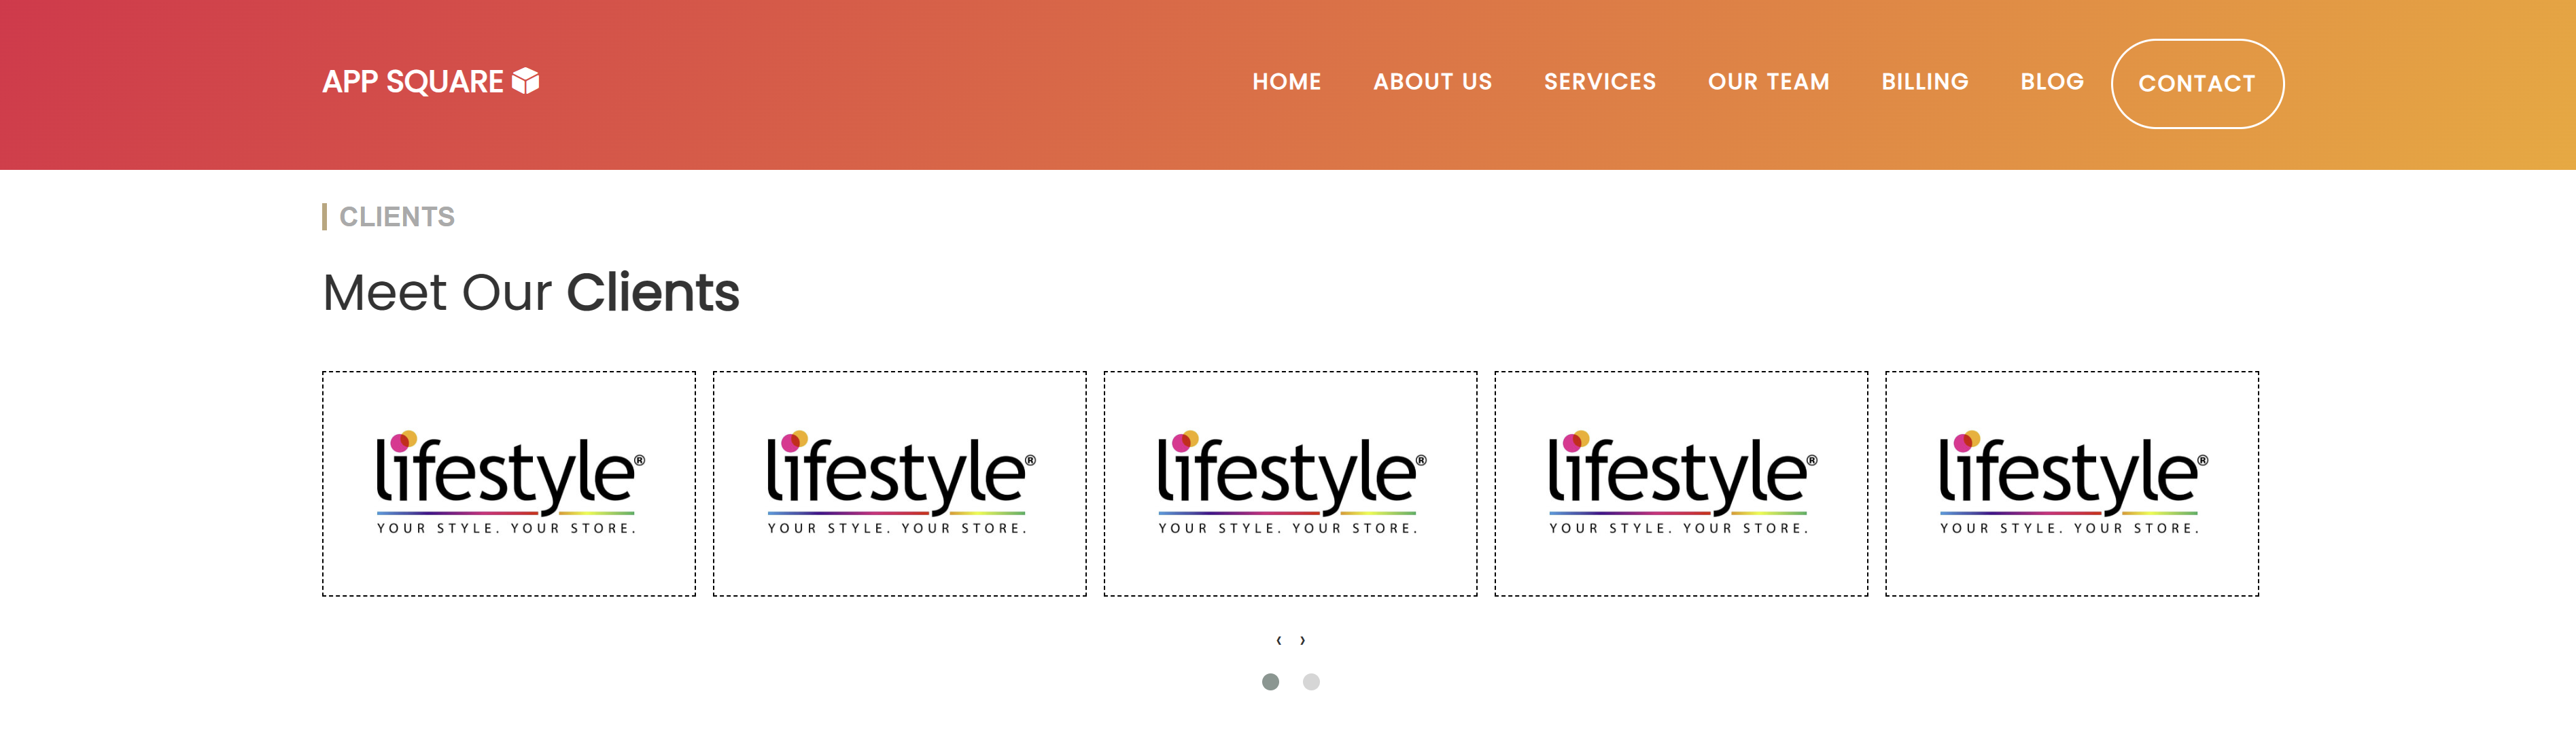 APP SQUARE
HOME ABOUT US SERVICES OUR TEAM BILLING BLOG CONTACT
CLIENTS
Meet Our Clients
lifestyle® lifestyle® lifestyle® lifestyle® lifestyle®
YOUR STYLE. YOUR STORE. YOUR STYLE. YOUR STORE. YOUR STYLE. YOUR STORE. YOUR STYLE. YOUR STORE. YOUR STYLE. YOUR STORE.
‹ ›